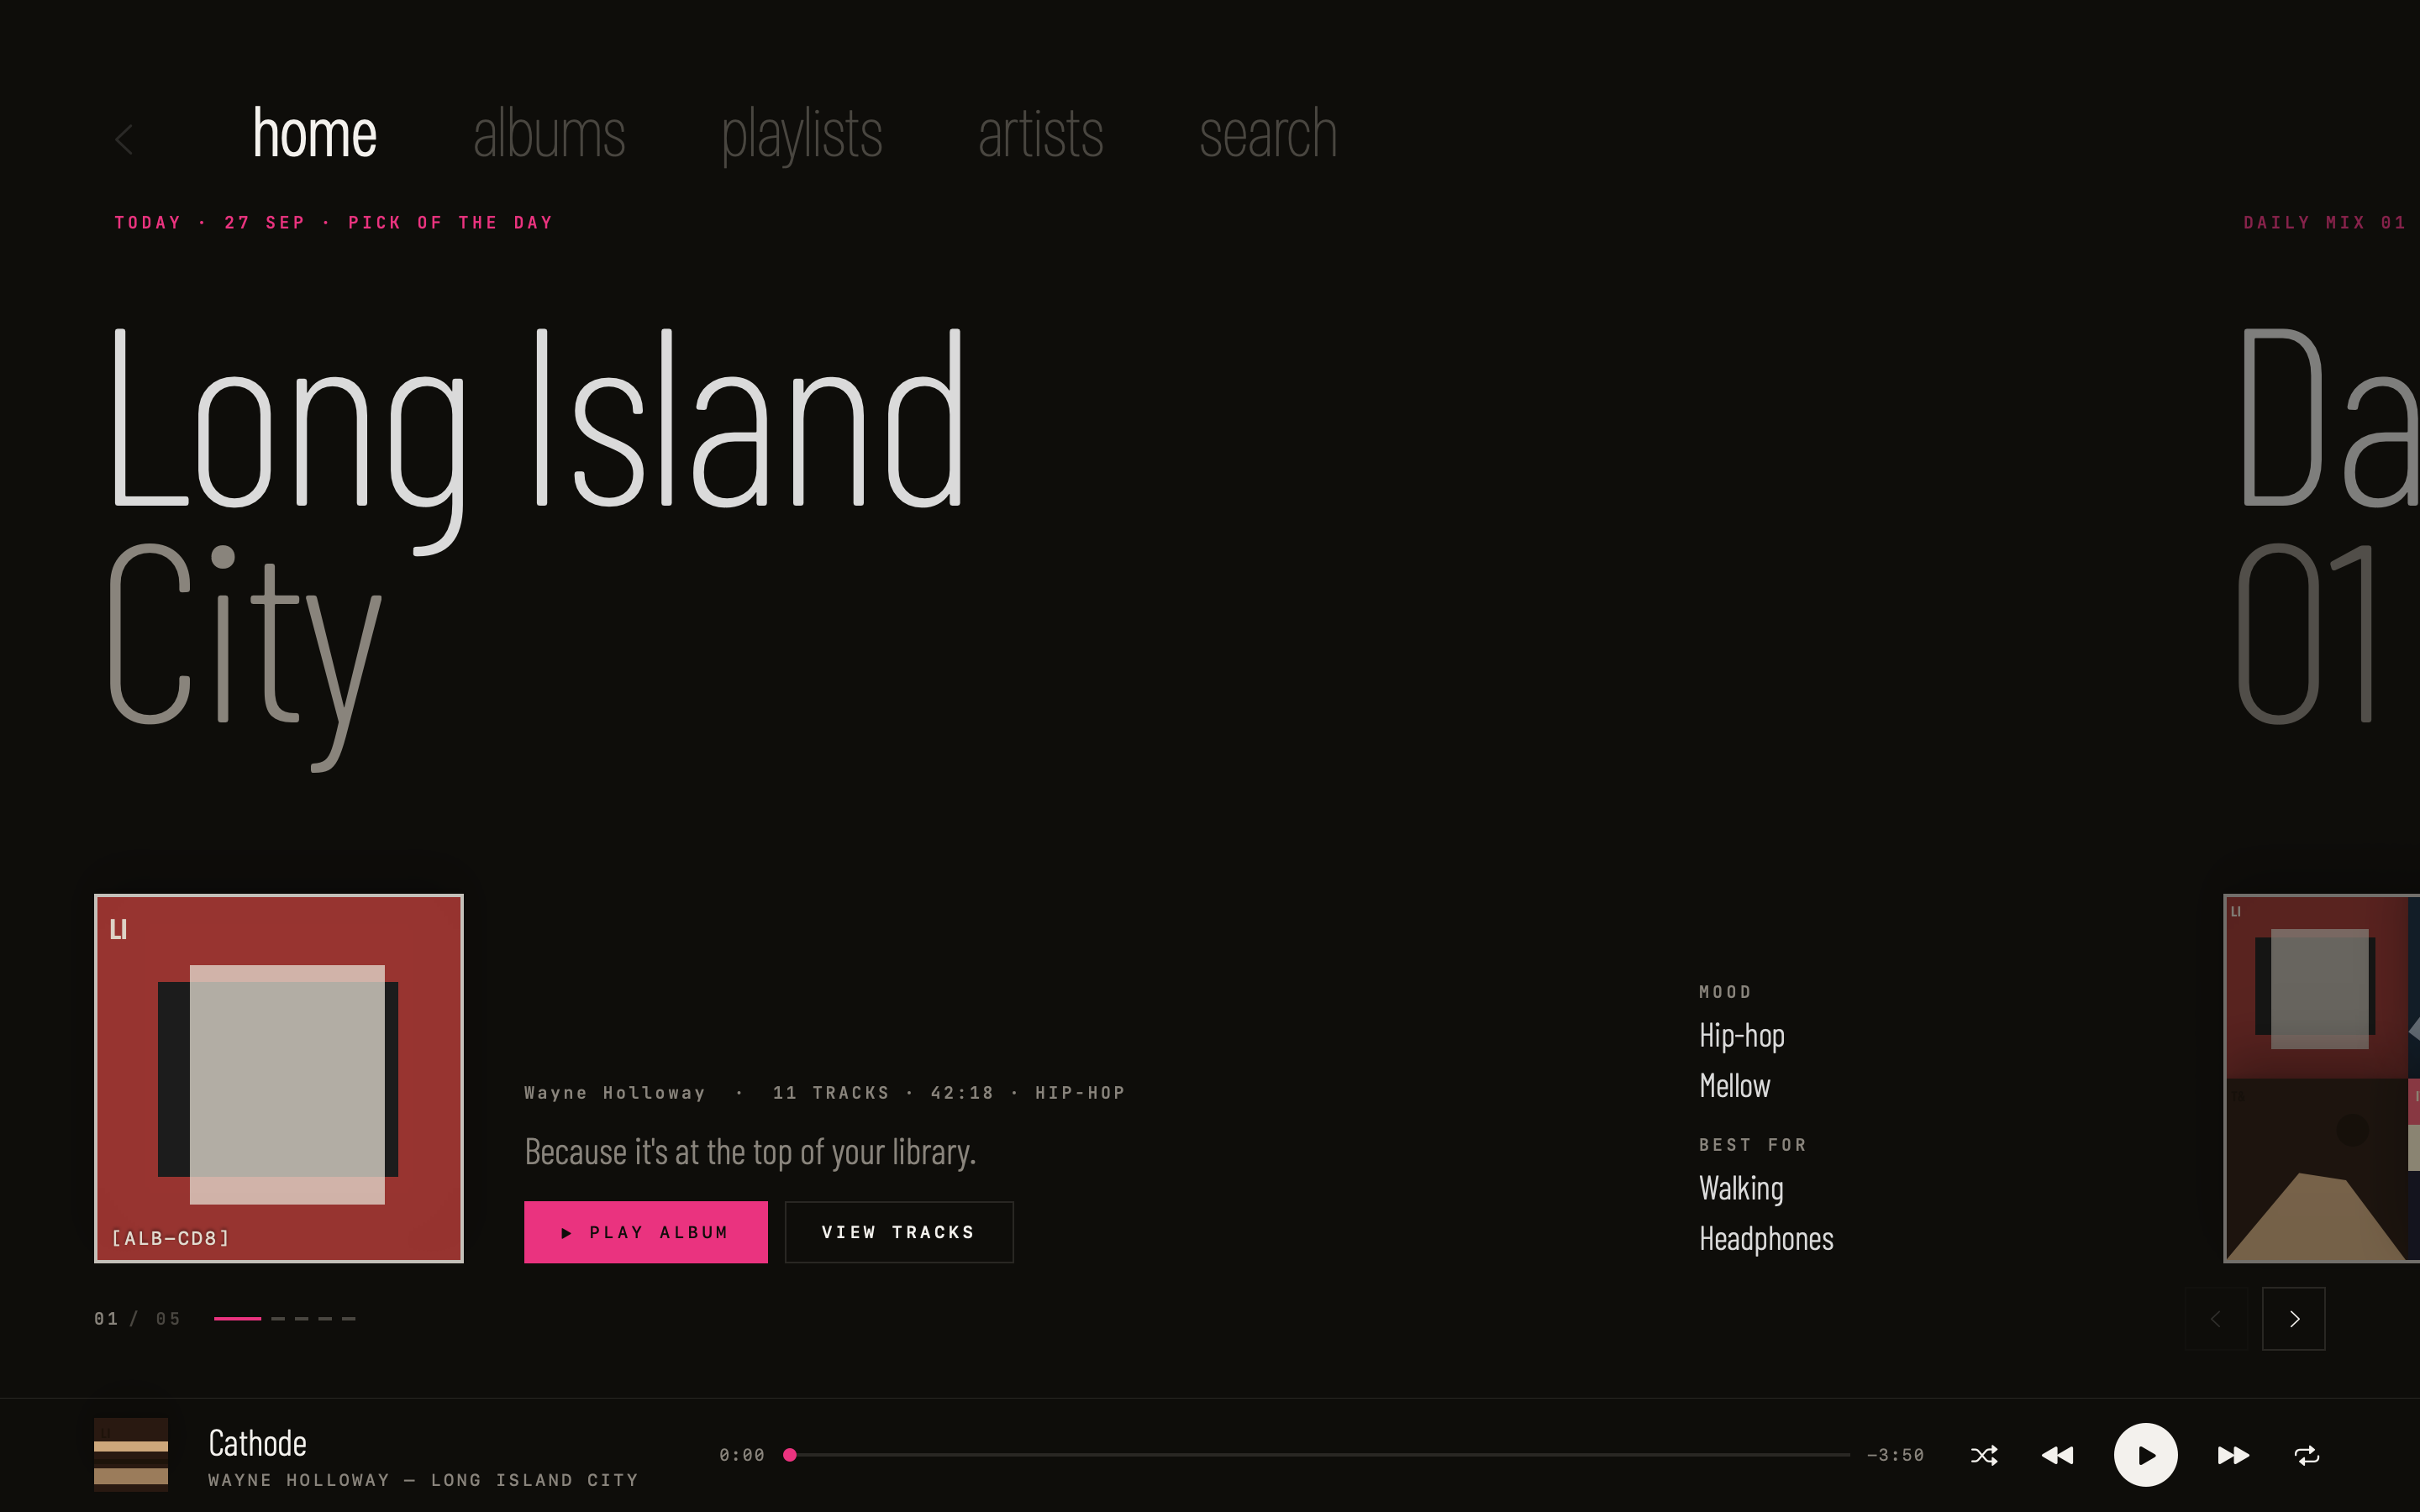 home albums playlists artists search
TODAY · 27 SEP · PICK OF THE DAY
DAILY MIX 01
Long Island
City
Da
01
LI
[ALB–CD8]
Wayne Holloway · 11 TRACKS · 42:18 · HIP-HOP
Because it's at the top of your library.
PLAY ALBUM
VIEW TRACKS
MOOD
Hip-hop
Mellow
BEST FOR
Walking
Headphones
LI
01 / 05
Cathode
WAYNE HOLLOWAY — LONG ISLAND CITY
0:00
−3:50